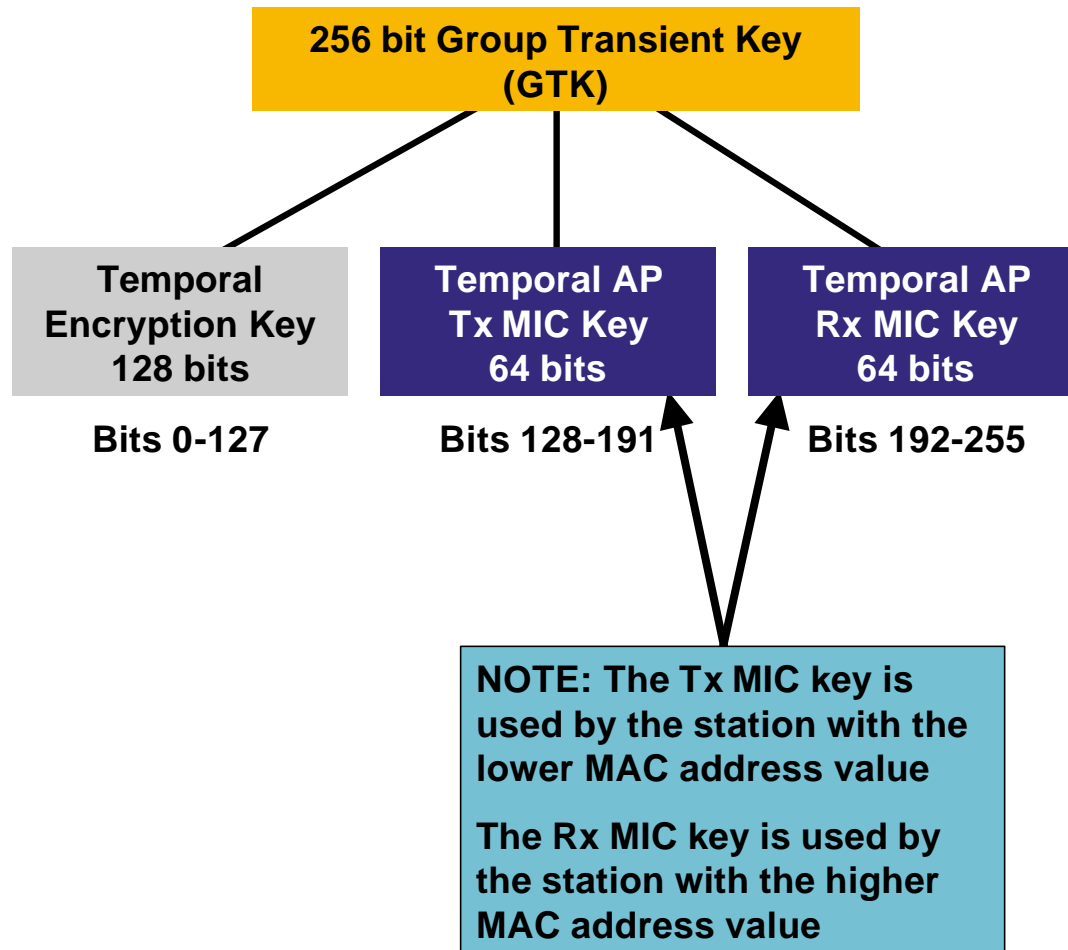 256 bit Group Transient Key
(GTK)
Temporal
Encryption Key
128 bits
Temporal AP
Tx MIC Key
64 bits
Temporal AP
Rx MIC Key
64 bits
Bits 0-127
Bits 128-191
Bits 192-255
NOTE: The Tx MIC key is
used by the station with the
lower MAC address value
The Rx MIC key is used by
the station with the higher
MAC address value